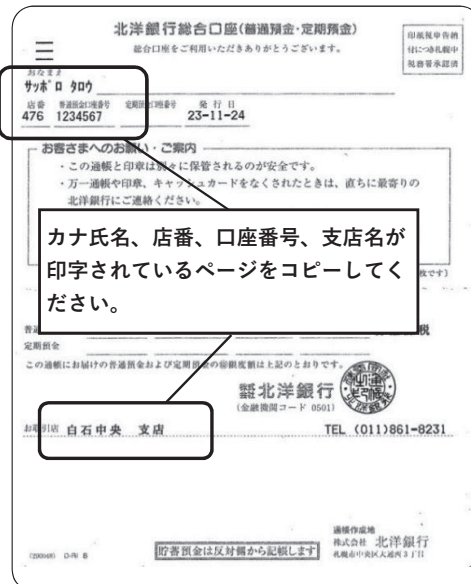 北洋銀行総合口座(普通預金・定期預金)
総合口座をご利用いただきありがとうございます。
印紙税申告納
付につき札幌中
税務署承認済
おなまえ
サッポロ タロウ
店番 普通預金口座番号 定期預金口座番号 発行日
476 1234567 23-11-24
お客さまへのお願い・ご案内
・この通帳と印章は別々に保管されるのが安全です。
・万一通帳や印章、キャッシュカードをなくされたときは、直ちに最寄りの
北洋銀行にご連絡ください。
カナ氏名、店番、口座番号、支店名が
印字されているページをコピーしてく
ださい。
枚です)
普通
税
定期預金
この通帳にお届けの普通預金および定期預金の
限度額は上記のとおりです。
株式会社 北洋銀行
(金融機関コード 0501)
お取引店 白石中央 支店 TEL (011)861-8231
貯蓄預金は反対側から記帳します
通帳作成地
株式会社 北洋銀行
札幌市中央区大通西3丁目